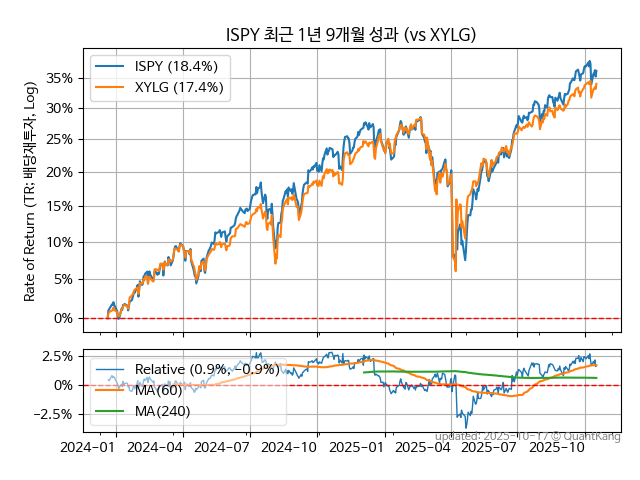 ISPY 최근 1년 9개월 성과 (vs XYLG)
ISPY (18.4%)
XYLG (17.4%)
Rate of Return (TR: 배당재투자, Log)
35%
30%
25%
20%
15%
10%
5%
0%
Relative (0.9%, −0.9%)
MA(60)
MA(240)
2.5%
0%
−2.5%
2024-01
2024-04
2024-07
2024-10
2025-01
2025-04
2025-07
2025-10
updated: 2025-10-17 © QuantKang